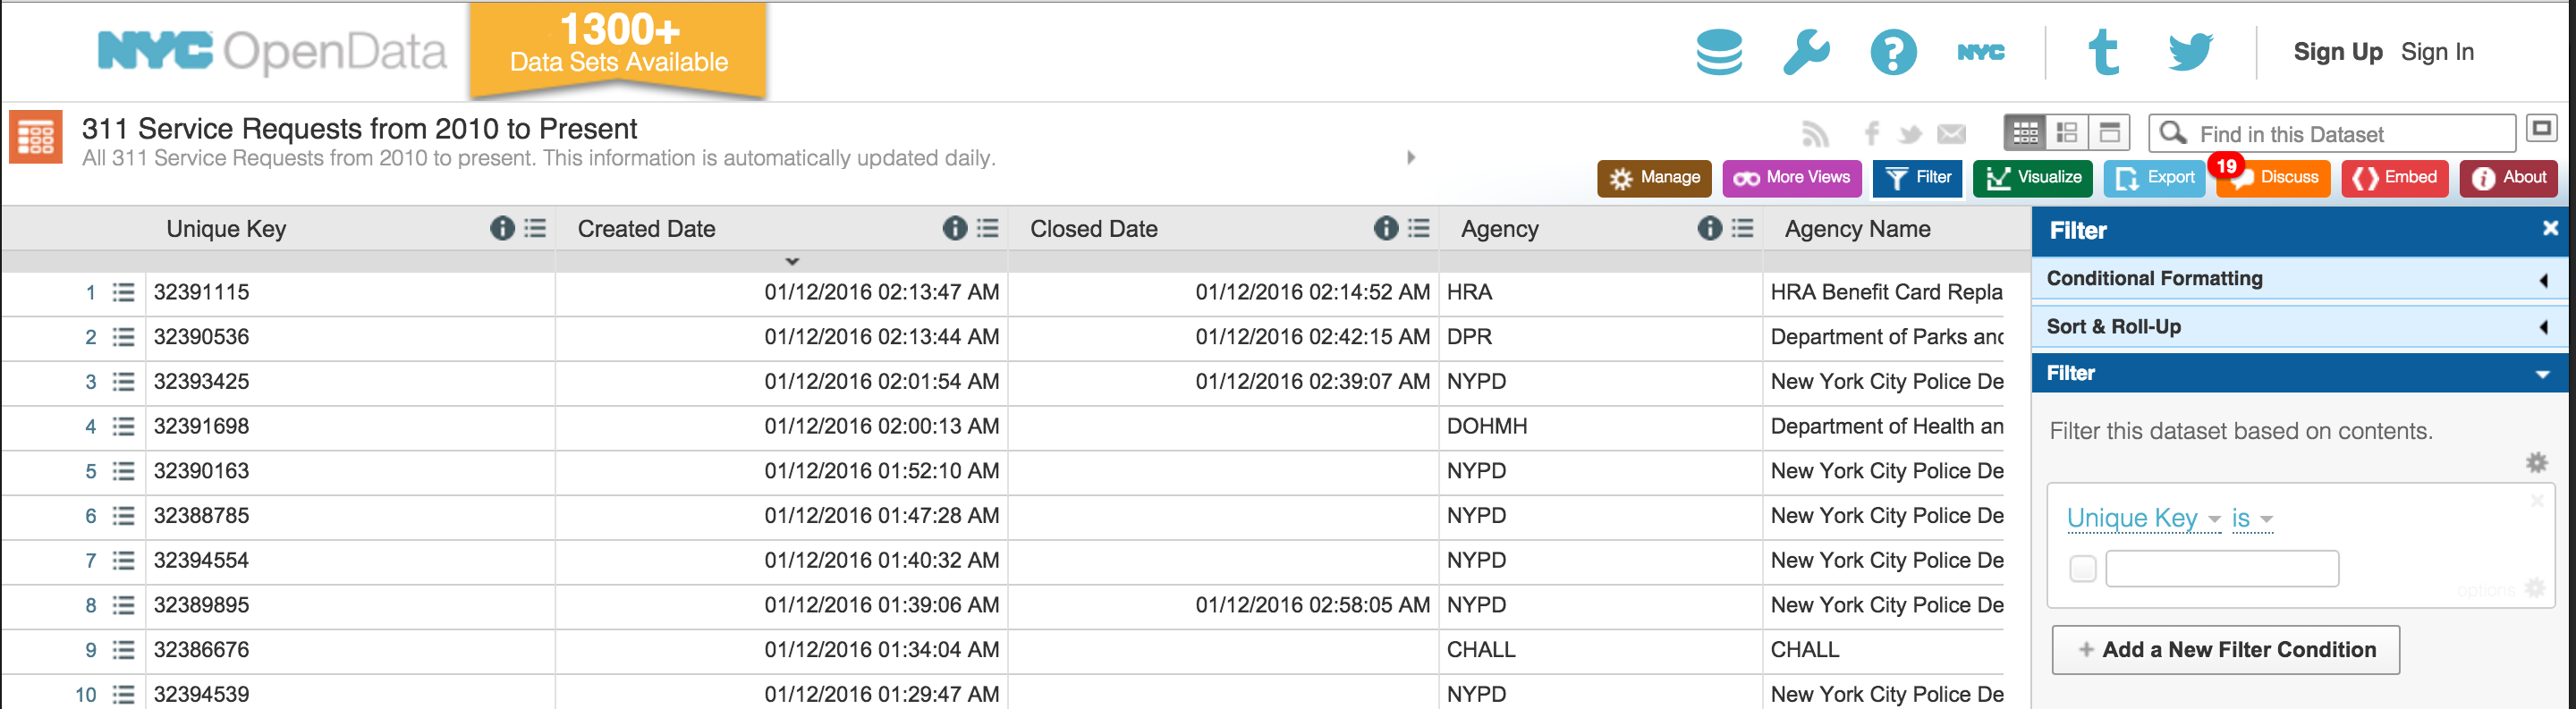 NYC OpenData
1300+
Data Sets Available
NYC
Sign Up Sign In
311 Service Requests from 2010 to Present
All 311 Service Requests from 2010 to present. This information is automatically updated daily.
Find in this Dataset
Manage More Views Filter Visualize Export 19 Discuss Embed About
Unique Key Created Date Closed Date Agency Agency Name
1 32391115 01/12/2016 02:13:47 AM 01/12/2016 02:14:52 AM HRA HRA Benefit Card Repla
2 32390536 01/12/2016 02:13:44 AM 01/12/2016 02:42:15 AM DPR Department of Parks and
3 32393425 01/12/2016 02:01:54 AM 01/12/2016 02:39:07 AM NYPD New York City Police De
4 32391698 01/12/2016 02:00:13 AM DOHMH Department of Health an
5 32390163 01/12/2016 01:52:10 AM NYPD New York City Police De
6 32388785 01/12/2016 01:47:28 AM NYPD New York City Police De
7 32394554 01/12/2016 01:40:32 AM NYPD New York City Police De
8 32389895 01/12/2016 01:39:06 AM 01/12/2016 02:58:05 AM NYPD New York City Police De
9 32386676 01/12/2016 01:34:04 AM CHALL CHALL
10 32394539 01/12/2016 01:29:47 AM NYPD New York City Police De
Filter
Conditional Formatting
Sort & Roll-Up
Filter
Filter this dataset based on contents.
Unique Key is
options
+ Add a New Filter Condition